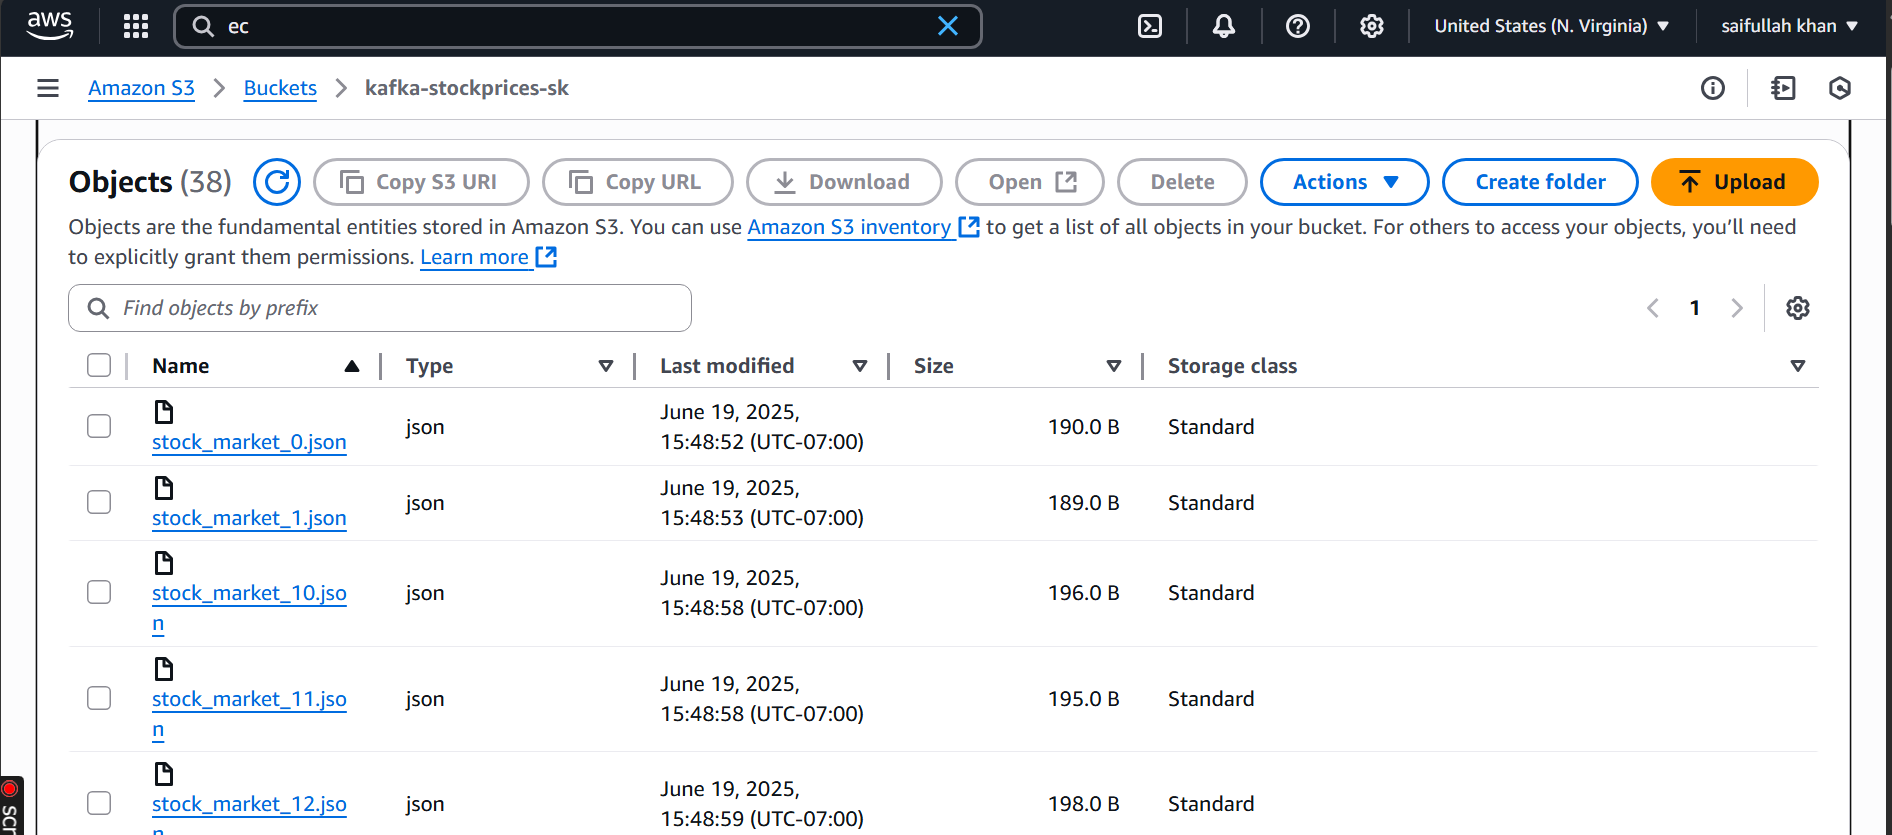 aws
ec
United States (N. Virginia)
saifullah khan
Amazon S3
Buckets
kafka-stockprices-sk
Objects (38)
Copy S3 URI
Copy URL
Download
Open
Delete
Actions
Create folder
Upload
Objects are the fundamental entities stored in Amazon S3. You can use Amazon S3 inventory to get a list of all objects in your bucket. For others to access your objects, you’ll need
to explicitly grant them permissions. Learn more
Find objects by prefix
1
Name
Type
Last modified
Size
Storage class
stock_market_0.json
json
June 19, 2025,
15:48:52 (UTC-07:00)
190.0 B
Standard
stock_market_1.json
json
June 19, 2025,
15:48:53 (UTC-07:00)
189.0 B
Standard
stock_market_10.jso
n
json
June 19, 2025,
15:48:58 (UTC-07:00)
196.0 B
Standard
stock_market_11.jso
n
json
June 19, 2025,
15:48:58 (UTC-07:00)
195.0 B
Standard
stock_market_12.jso
n
json
June 19, 2025,
15:48:59 (UTC-07:00)
198.0 B
Standard